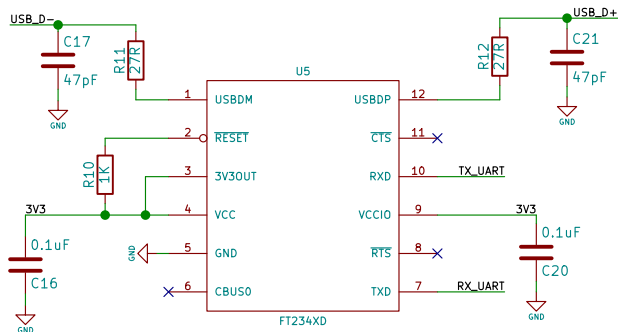 USB_D-
USB_D+
C17
47pF
GND
R11
27R
R12
27R
C21
47pF
GND
U5
1
USBDM
USBDP
12
2
RESET
CTS
11
R10
1K
3
3V3OUT
RXD
10
TX_UART
3V3
4
VCC
VCCIO
9
3V3
GND
5
GND
RTS
8
0.1uF
C16
GND
0.1uF
C20
GND
6
CBUS0
TXD
7
RX_UART
FT234XD